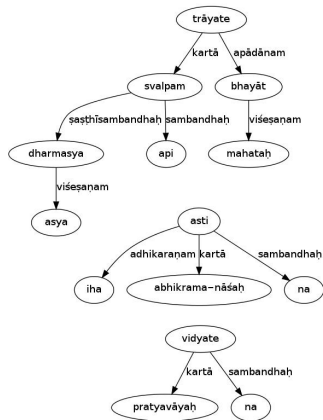 trāyate
kartā apādānam
svalpam bhayāt
ṣaṣṭhīsambandhaḥ sambandhaḥ viśeṣaṇam
dharmasya api mahataḥ
viśeṣaṇam
asya
asti
adhikaraṇam kartā sambandhaḥ
iha abhikrama−nāśaḥ na
vidyate
kartā sambandhaḥ
pratyavāyaḥ na